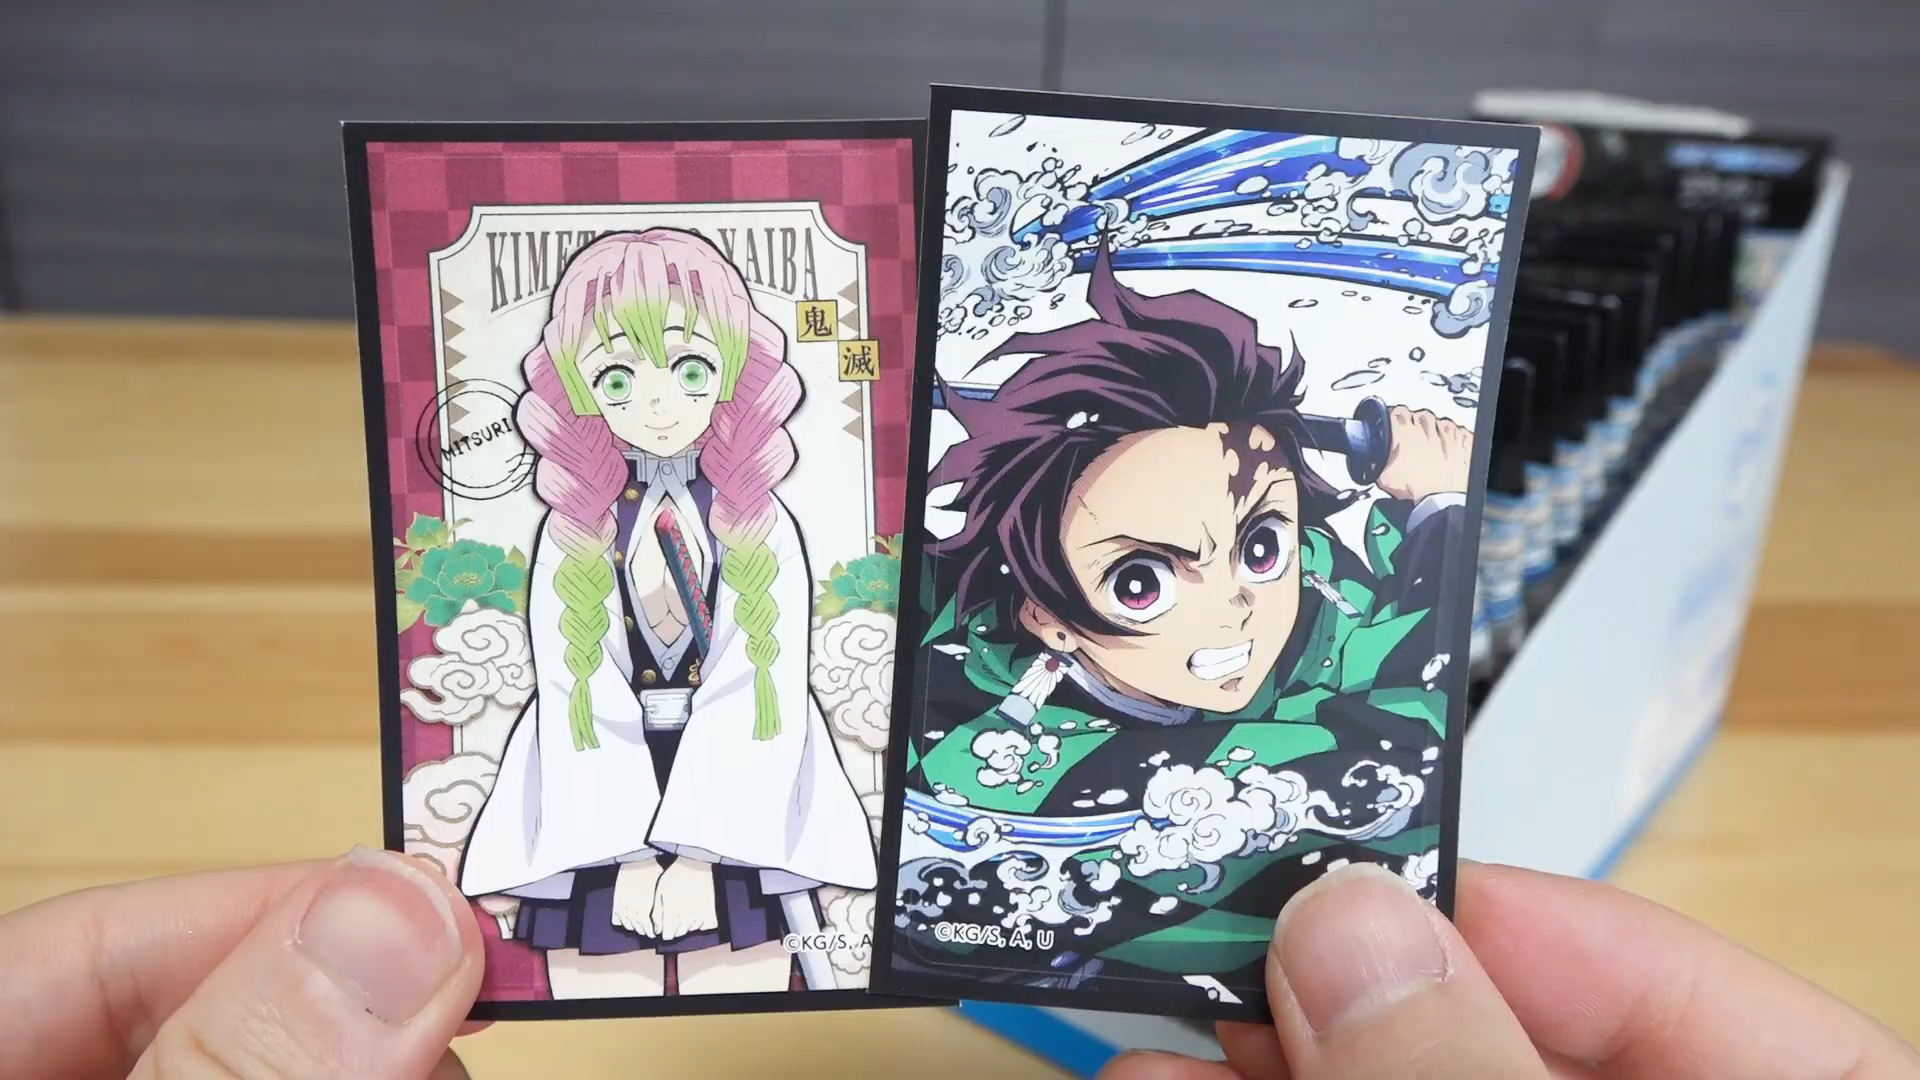 KIMET
YAIBA
鬼
滅
MITSURI
©KG/S, A
©KG/S, A, U